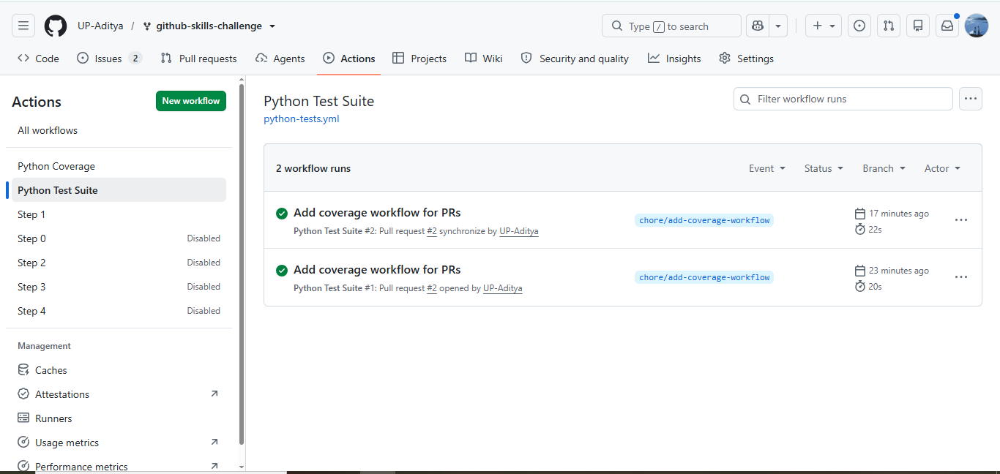 UP-Aditya / github-skills-challenge
Type / to search
Code
Issues 2
Pull requests
Agents
Actions
Projects
Wiki
Security and quality
Insights
Settings
Actions
New workflow
All workflows
Python Coverage
Python Test Suite
Step 1
Step 0 Disabled
Step 2 Disabled
Step 3 Disabled
Step 4 Disabled
Management
Caches
Attestations
Runners
Usage metrics
Performance metrics
Python Test Suite
python-tests.yml
Filter workflow runs
2 workflow runs
Event Status Branch Actor
Add coverage workflow for PRs
Python Test Suite #2: Pull request #2 synchronize by UP-Aditya
chore/add-coverage-workflow
17 minutes ago
22s
Add coverage workflow for PRs
Python Test Suite #1: Pull request #2 opened by UP-Aditya
chore/add-coverage-workflow
23 minutes ago
20s